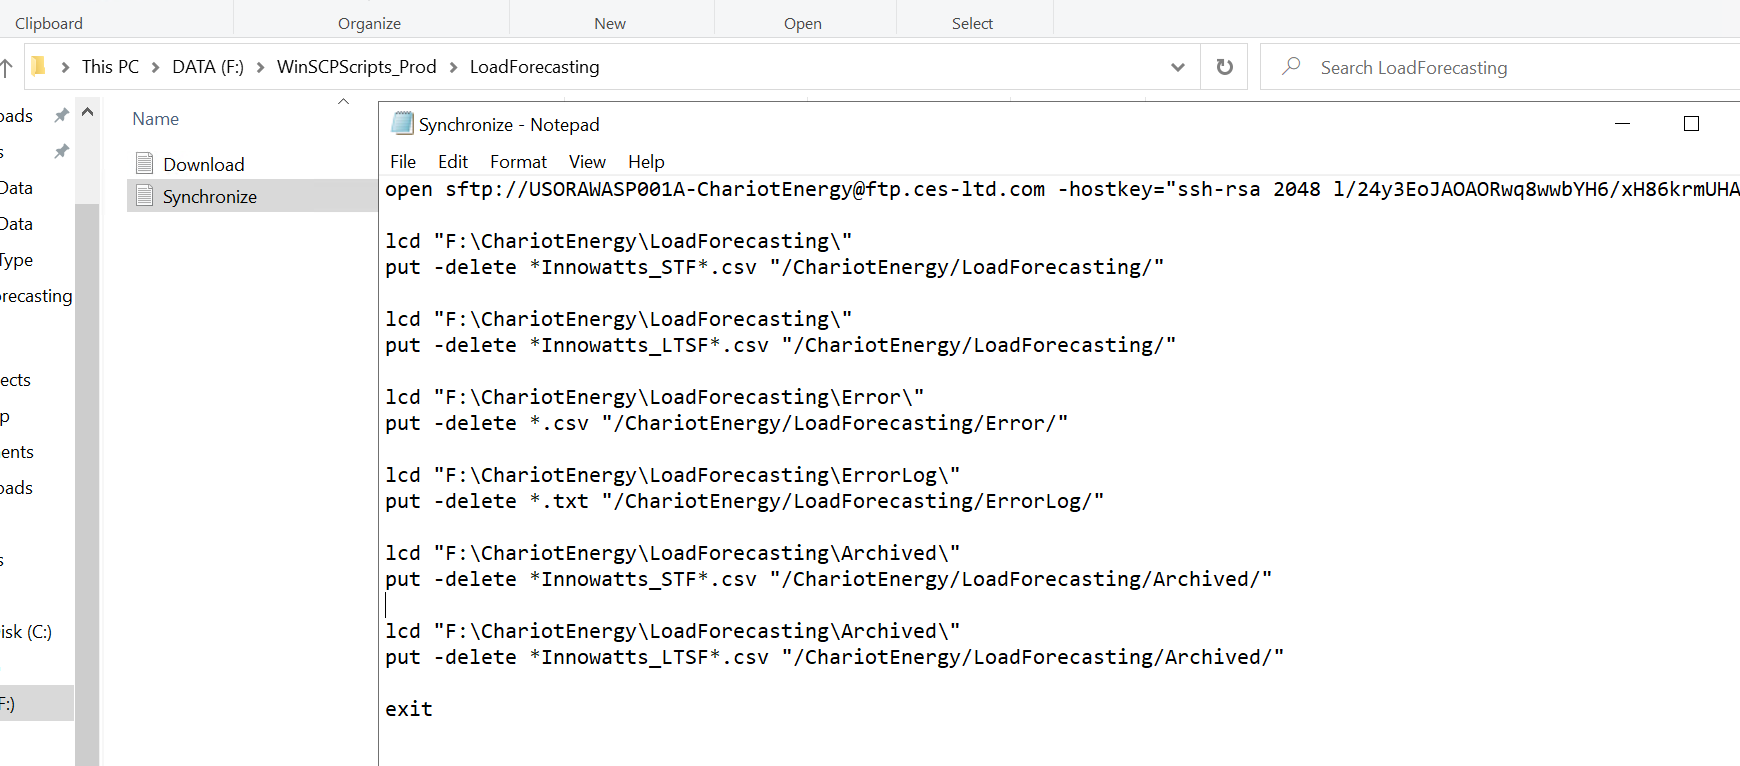 Clipboard
Organize
New
Open
Select
This PC > DATA (F:) > WinSCPScripts_Prod > LoadForecasting
Search LoadForecasting
oads
s
Data
Data
Type
recasting
ects
p
ents
oads
s
isk (C:)
F:)
Name
Download
Synchronize
Synchronize - Notepad
File Edit Format View Help
open sftp://USORAWASP001A-ChariotEnergy@ftp.ces-ltd.com -hostkey="ssh-rsa 2048 l/24y3EoJAOAORwq8wwbYH6/xH86krmUHA
lcd "F:\ChariotEnergy\LoadForecasting\"
put -delete *Innowatts_STF*.csv "/ChariotEnergy/LoadForecasting/"
lcd "F:\ChariotEnergy\LoadForecasting\"
put -delete *Innowatts_LTSF*.csv "/ChariotEnergy/LoadForecasting/"
lcd "F:\ChariotEnergy\LoadForecasting\Error\"
put -delete *.csv "/ChariotEnergy/LoadForecasting/Error/"
lcd "F:\ChariotEnergy\LoadForecasting\ErrorLog\"
put -delete *.txt "/ChariotEnergy/LoadForecasting/ErrorLog/"
lcd "F:\ChariotEnergy\LoadForecasting\Archived\"
put -delete *Innowatts_STF*.csv "/ChariotEnergy/LoadForecasting/Archived/"
lcd "F:\ChariotEnergy\LoadForecasting\Archived\"
put -delete *Innowatts_LTSF*.csv "/ChariotEnergy/LoadForecasting/Archived/"
exit